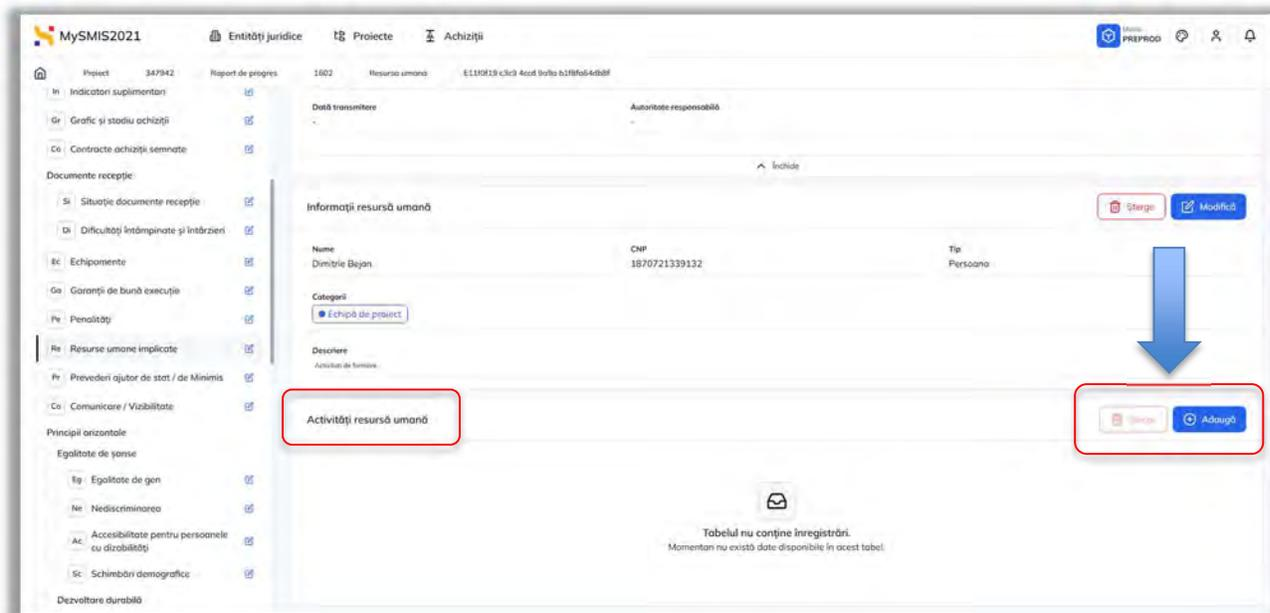 MySMIS2021
Entități juridice
Proiecte
Achiziții
PREPROD
Proiect 347942 Raport de progres 1602 Resursa umana
In Indicatori suplimentari
Gr Grafic și stadiu achiziții
Co Contracte achiziții semnate
Documente recepție
Si Situație documente recepție
Di Dificultăți întâmpinate și întârzieri
Ec Echipamente
Ga Garanții de bună execuție
Pe Penalități
Re Resurse umane implicate
Pr Prevederi ajutor de stat / de Minimis
Co Comunicare / Vizibilitate
Principii orizontale
Egalitate de șanse
Eg Egalitate de gen
Ne Nediscriminarea
Ac Accesibilitate pentru persoanele
cu dizabilități
Sc Schimbări demografice
Dezvoltare durabilă
Dată transmitere
-
Autoritate responsabilă
-
Închide
Informații resursă umană
Șterge
Modifică
Nume
Dimitrie Bejan
CNP
1870721339132
Tip
Persoana
Categorii
Echipă de proiect
Descriere
Activitati de formare
Activități resursă umană
Șterge
Adaugă
Tabelul nu conține înregistrări.
Momentan nu există date disponibile în acest tabel.